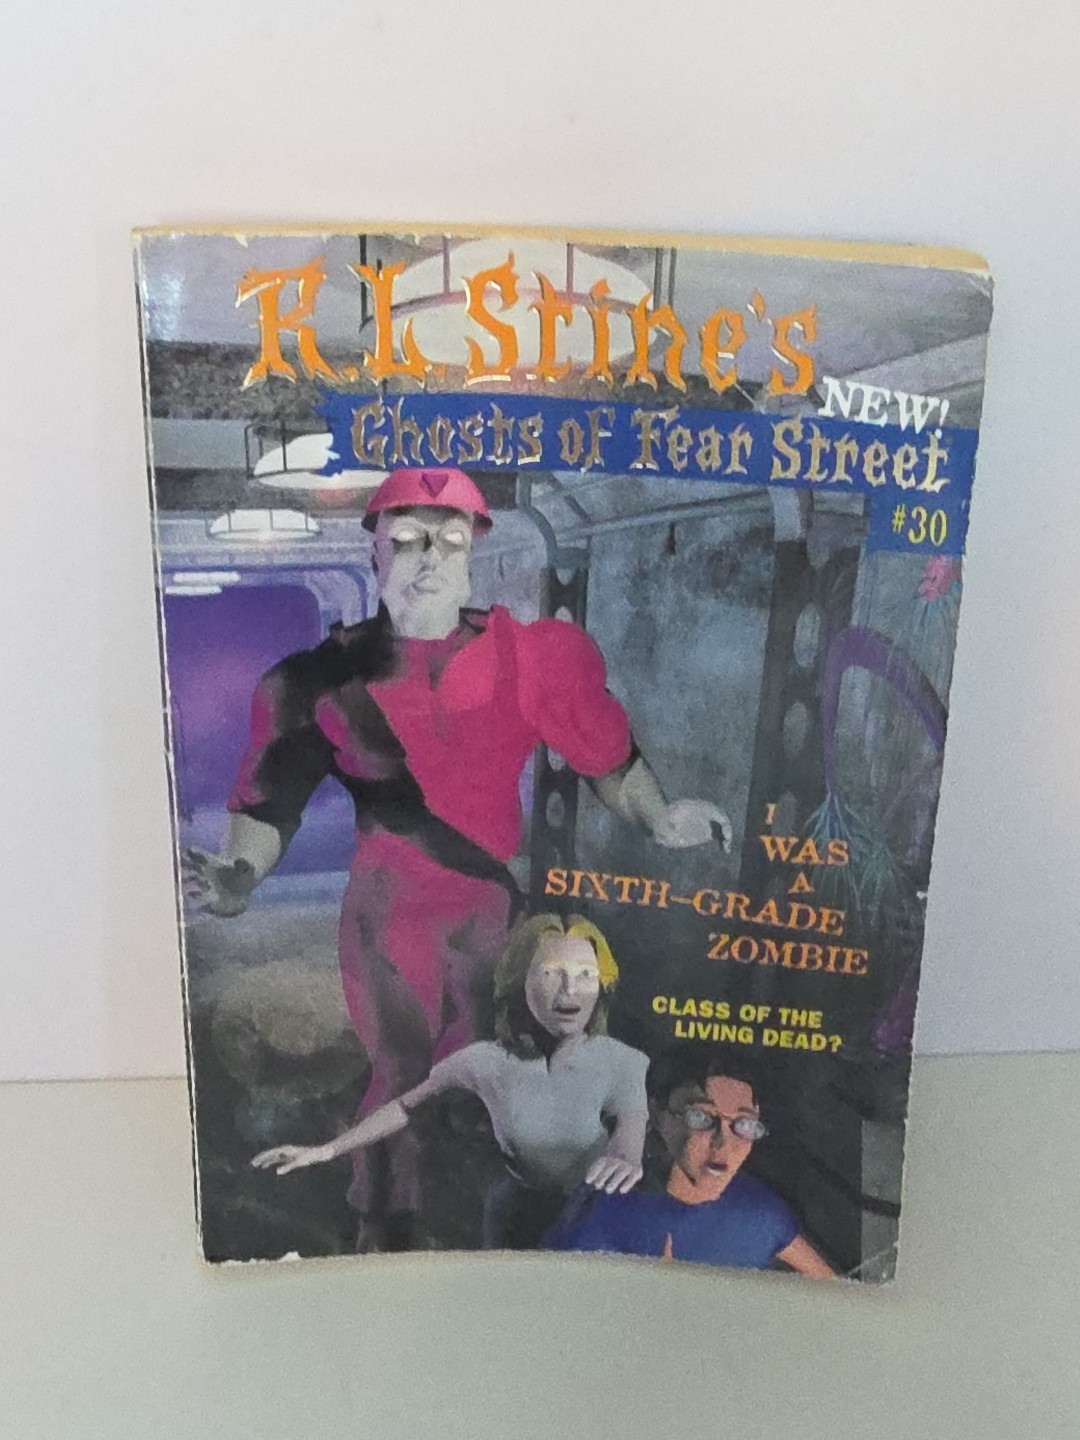 R.L. Stine's
NEW!
Ghosts of Fear Street
#30
I
WAS
A
SIXTH-GRADE
ZOMBIE
CLASS OF THE
LIVING DEAD?